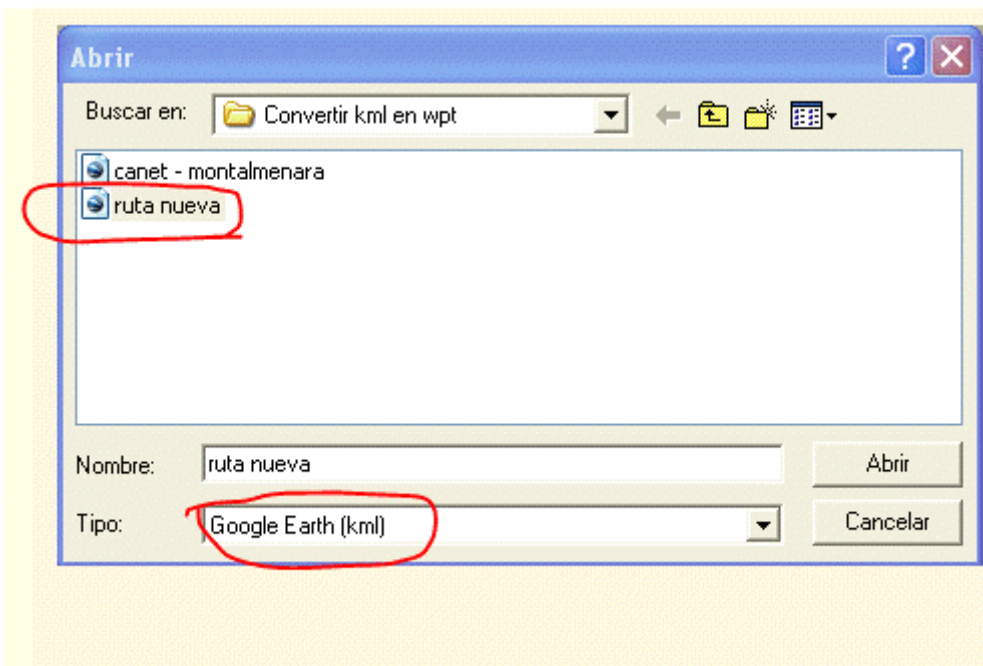 Abrir
Buscar en: Convertir kml en wpt
canet - montalmenara
ruta nueva
Nombre: ruta nueva Abrir
Tipo: Google Earth (kml) Cancelar